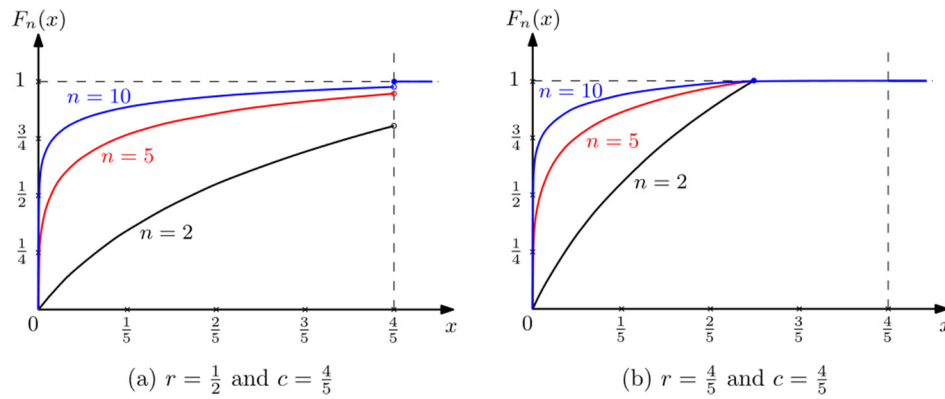 F_n(x)
1
3/4
1/2
1/4
0
1/5
2/5
3/5
4/5
x
n = 10
n = 5
n = 2
(a) r = 1/2 and c = 4/5
F_n(x)
1
3/4
1/2
1/4
0
1/5
2/5
3/5
4/5
x
n = 10
n = 5
n = 2
(b) r = 4/5 and c = 4/5